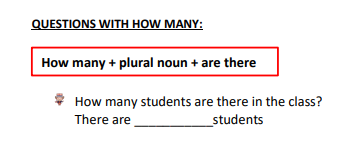 QUESTIONS WITH HOW MANY:
How many + plural noun + are there
How many students are there in the class?
There are ___________students